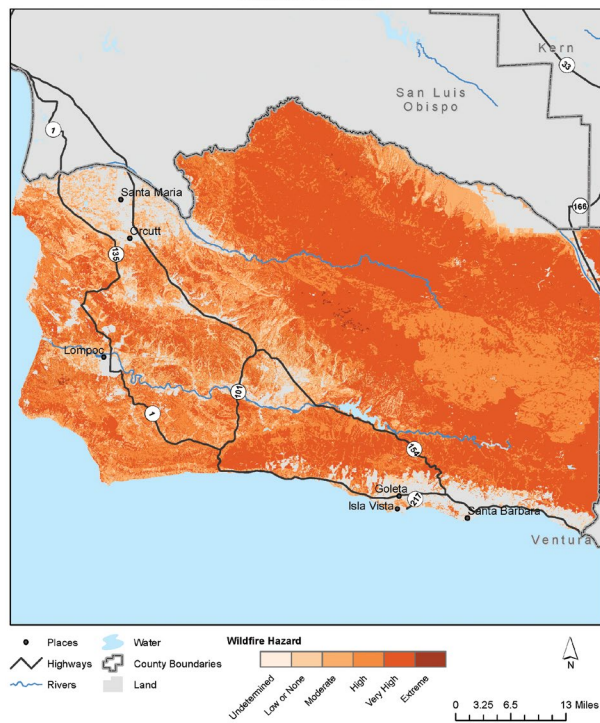 Kern
33
San Luis
Obispo
1
166
Santa Maria
Orcutt
135
Lompoc
101
1
154
Goleta
217
Isla Vista
Santa Barbara
Ventura
Places
Water
Highways
County Boundaries
Rivers
Land
Wildfire Hazard
Undetermined
Low or None
Moderate
High
Very High
Extreme
N
0 3.25 6.5 13 Miles